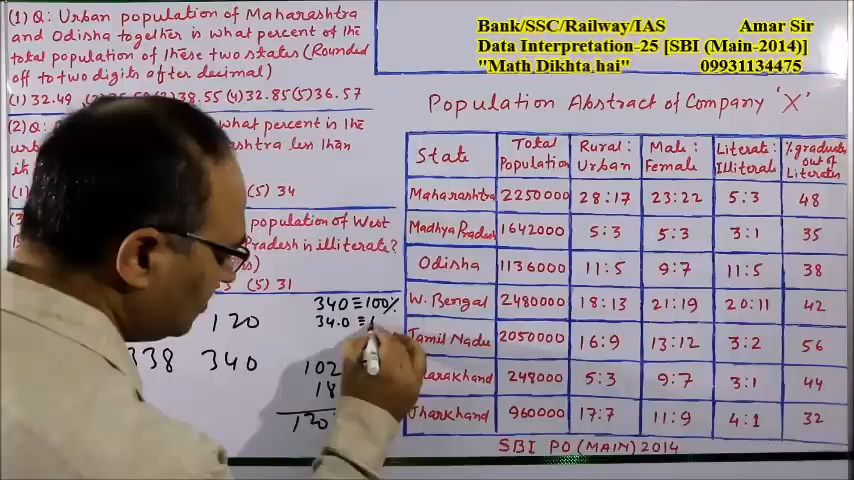 (1) Q: Urban population of Maharashtra
and Odisha together is what percent of the
total population of these two states (Rounded
off to two digits after decimal)
(1) 32.49 38.55 (4) 32.85 (5) 36.57
(2) Q: what percent is the
less than
(5) 34
population of West
Pradesh is illiterate?
(5) 31
120
338 340
340 ≡ 100%
34.0 ≡
102
18
120
Bank/SSC/Railway/IAS Amar Sir
Data Interpretation-25 [SBI (Main-2014)]
"Math Dikhta hai" 09931134475
Population Abstract of Company 'X'
State Total Population Rural : Urban Male : Female Literate : Illiterate % graduate out of Literates
Maharashtra 2250000 28:17 23:22 5:3 48
Madhya Pradesh 1642000 5:3 5:3 3:1 35
Odisha 1136000 11:5 9:7 11:5 38
W. Bengal 2480000 18:13 21:19 20:11 42
Tamil Nadu 2050000 16:9 13:12 3:2 56
248000 5:3 9:7 3:1 44
Jharkhand 960000 17:7 11:9 4:1 32
SBI PO (MAIN) 2014